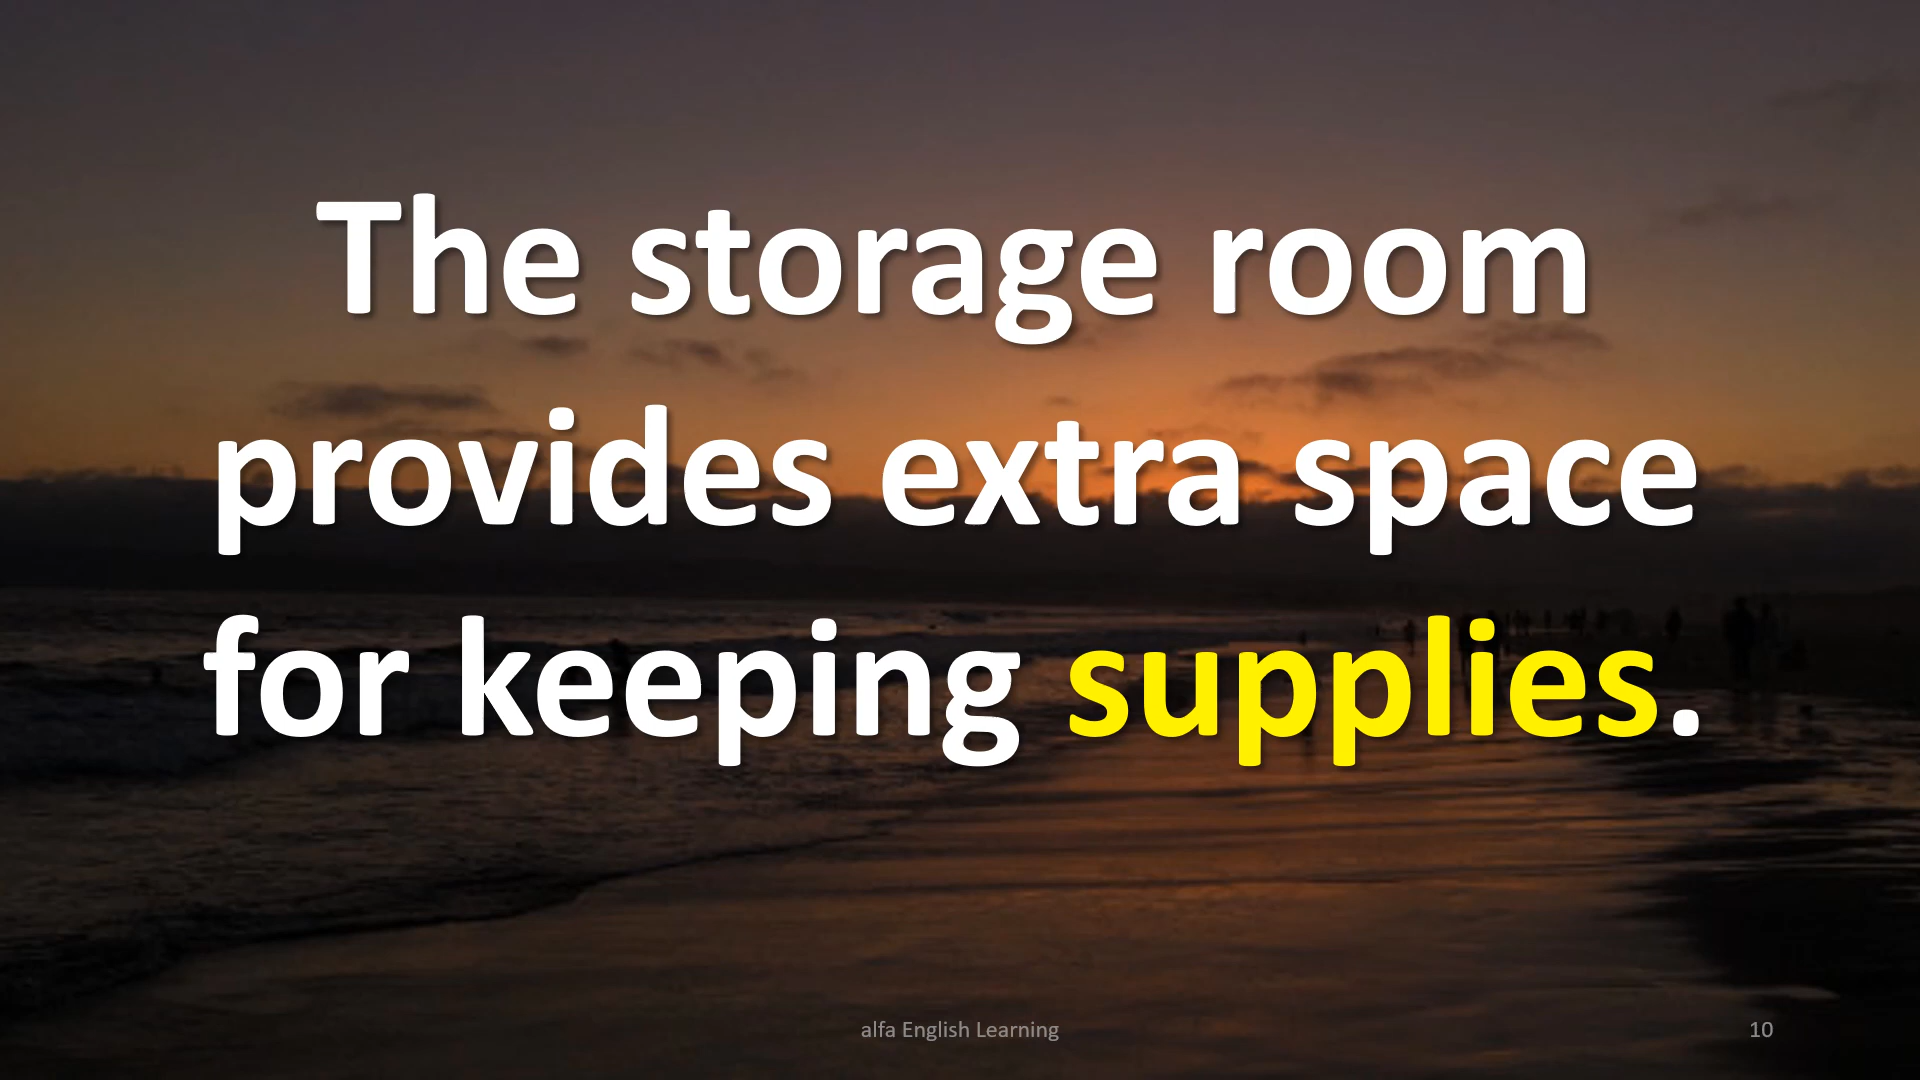 The storage room
provides extra space
for keeping supplies.
alfa English Learning
10